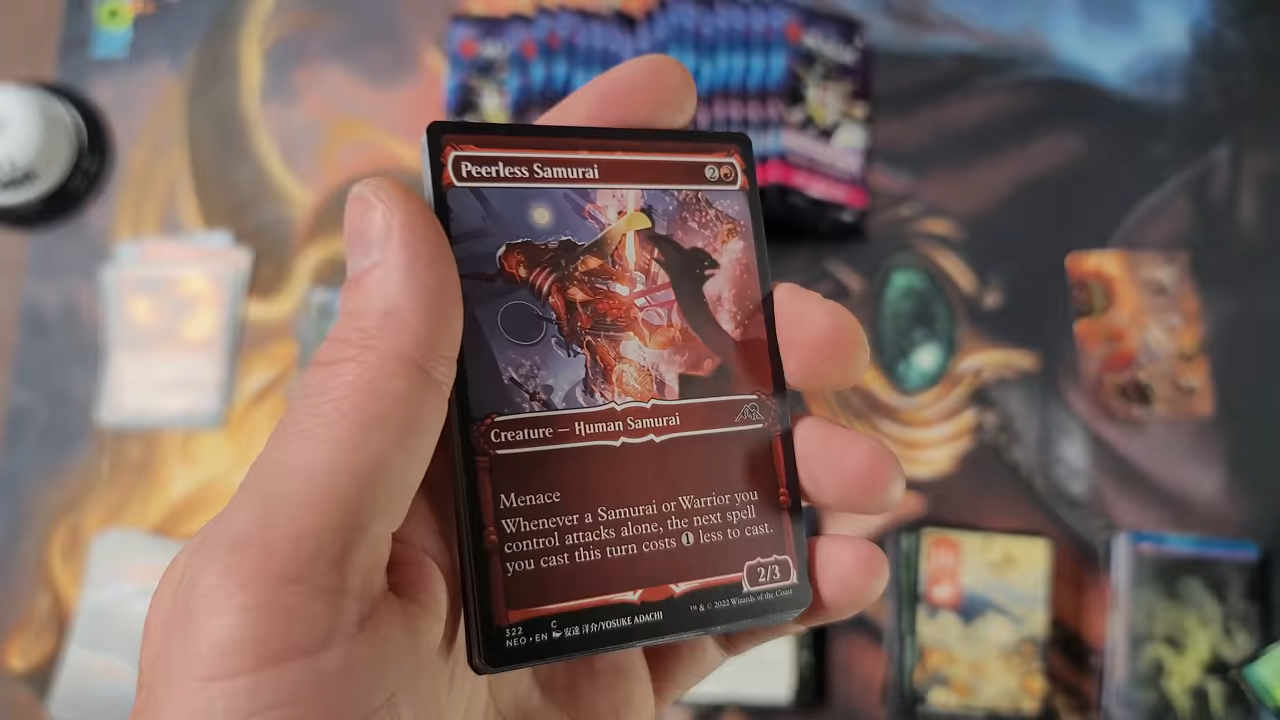 Peerless Samurai 2
Creature — Human Samurai
Menace
Whenever a Samurai or Warrior you
control attacks alone, the next spell
you cast this turn costs 1 less to cast.
2/3
322 C
NEO • EN 安達 洋介/YOSUKE ADACHI
™ & © 2022 Wizards of the Coast